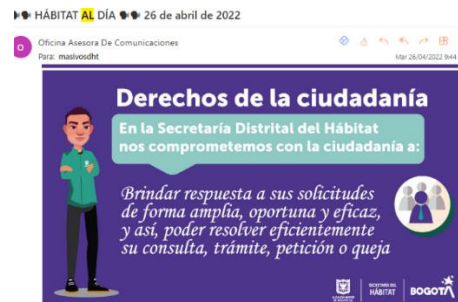 HÁBITAT AL DÍA 26 de abril de 2022
O
Oficina Asesora De Comunicaciones
Para: masivosdht
Mar 26/04/2022 9:44
Derechos de la ciudadanía
En la Secretaría Distrital del Hábitat
nos comprometemos con la ciudadanía a:
Brindar respuesta a sus solicitudes
de forma amplia, oportuna y eficaz,
y así, poder resolver eficientemente
su consulta, trámite, petición o queja
SECRETARÍA DEL
HÁBITAT
BOGOTÁ